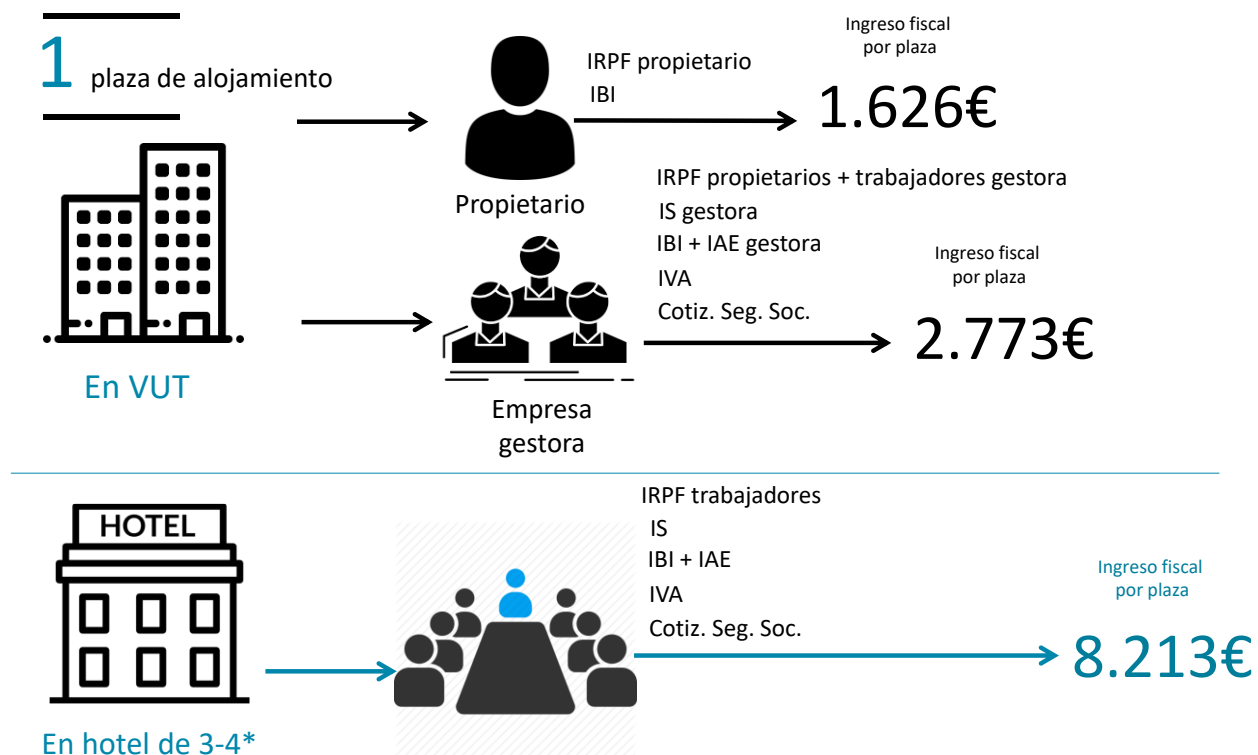 1 plaza de alojamiento
Propietario
IRPF propietario
IBI
Ingreso fiscal
por plaza
1.626€
En VUT
Empresa
gestora
IRPF propietarios + trabajadores gestora
IS gestora
IBI + IAE gestora
IVA
Cotiz. Seg. Soc.
Ingreso fiscal
por plaza
2.773€
HOTEL
En hotel de 3-4*
IRPF trabajadores
IS
IBI + IAE
IVA
Cotiz. Seg. Soc.
Ingreso fiscal
por plaza
8.213€